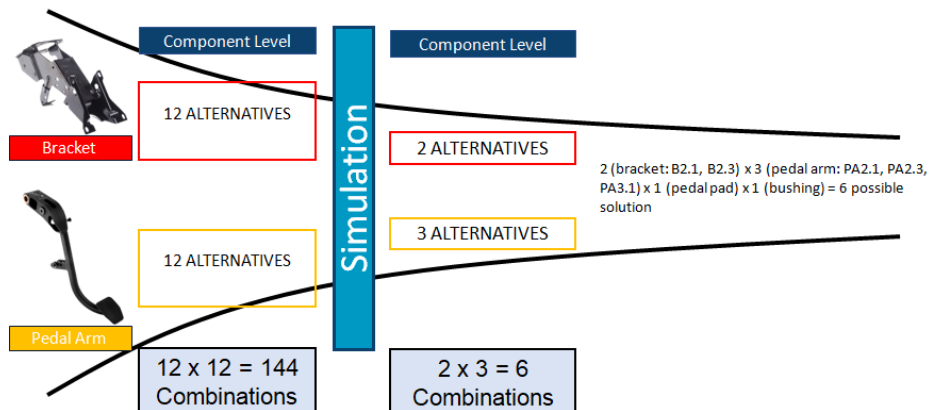 Component Level
Component Level
12 ALTERNATIVES
Bracket
2 ALTERNATIVES
2 (bracket: B2.1, B2.3) x 3 (pedal arm: PA2.1, PA2.3,
PA3.1) x 1 (pedal pad) x 1 (bushing) = 6 possible
solution
Simulation
12 ALTERNATIVES
3 ALTERNATIVES
Pedal Arm
12 x 12 = 144
Combinations
2 x 3 = 6
Combinations